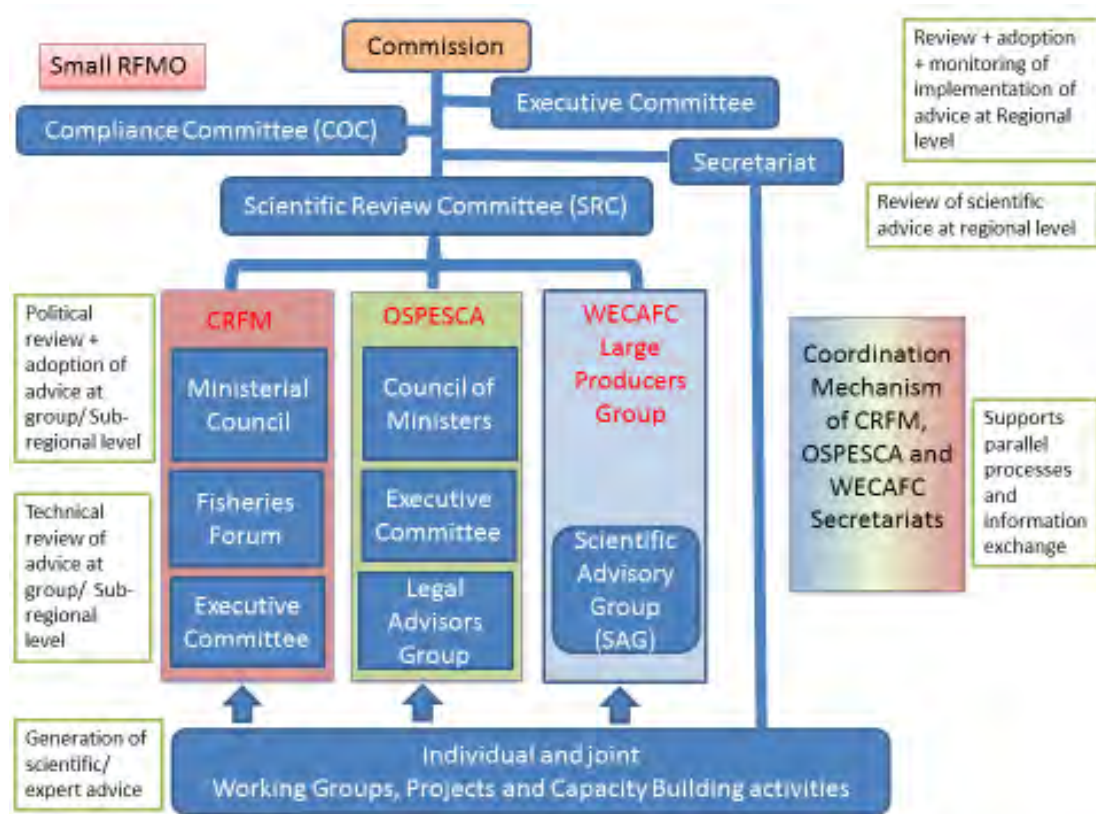 Commission
Small RFMO
Review + adoption
+ monitoring of
implementation of
advice at Regional
level
Executive Committee
Compliance Committee (COC)
Secretariat
Scientific Review Committee (SRC)
Review of scientific
advice at regional level
Political
review +
adoption of
advice at
group/ Sub-
regional level
Technical
review of
advice at
group/ Sub-
regional
level
CRFM
Ministerial
Council
Fisheries
Forum
Executive
Committee
OSPESCA
Council of
Ministers
Executive
Committee
Legal
Advisors
Group
WECAFC
Large
Producers
Group
Scientific
Advisory
Group
(SAG)
Coordination
Mechanism
of CRFM,
OSPESCA and
WECAFC
Secretariats
Supports
parallel
processes
and
information
exchange
Generation of
scientific/
expert advice
Individual and joint
Working Groups, Projects and Capacity Building activities